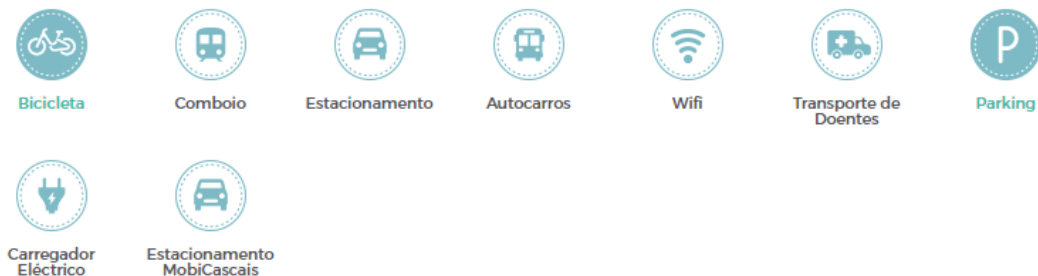 Bicicleta
Comboio
Estacionamento
Autocarros
Wifi
Transporte de
Doentes
P
Parking
Carregador
Eléctrico
Estacionamento
MobiCascais